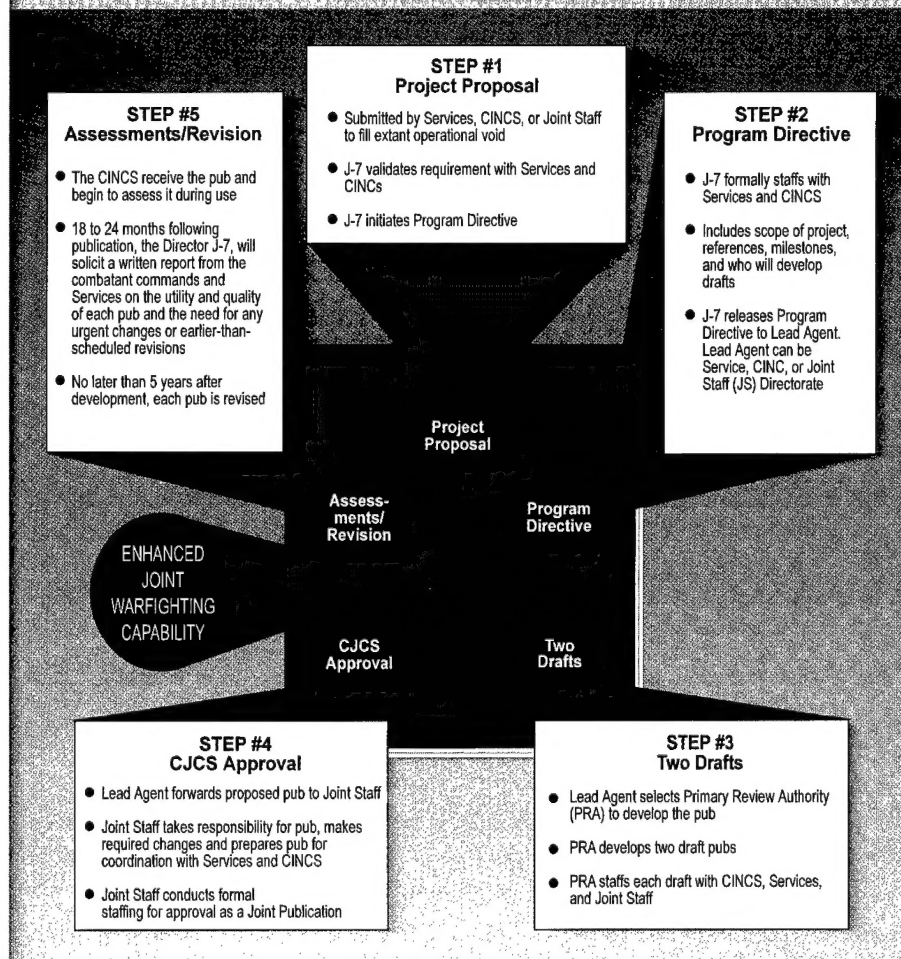 STEP #1
Project Proposal
● Submitted by Services, CINCS, or Joint Staff
to fill extant operational void
● J-7 validates requirement with Services and
CINCs
● J-7 initiates Program Directive
STEP #2
Program Directive
● J-7 formally staffs with
Services and CINCS
● Includes scope of project,
references, milestones,
and who will develop
drafts
● J-7 releases Program
Directive to Lead Agent.
Lead Agent can be
Service, CINC, or Joint
Staff (JS) Directorate
STEP #5
Assessments/Revision
● The CINCS receive the pub and
begin to assess it during use
● 18 to 24 months following
publication, the Director J-7, will
solicit a written report from the
combatant commands and
Services on the utility and quality
of each pub and the need for any
urgent changes or earlier-than-
scheduled revisions
● No later than 5 years after
development, each pub is revised
Project
Proposal
Assess-
ments/
Revision
Program
Directive
ENHANCED
JOINT
WARFIGHTING
CAPABILITY
CJCS
Approval
Two
Drafts
STEP #4
CJCS Approval
● Lead Agent forwards proposed pub to Joint Staff
● Joint Staff takes responsibility for pub, makes
required changes and prepares pub for
coordination with Services and CINCS
● Joint Staff conducts formal
staffing for approval as a Joint Publication
STEP #3
Two Drafts
● Lead Agent selects Primary Review Authority
(PRA) to develop the pub
● PRA develops two draft pubs
● PRA staffs each draft with CINCS, Services,
and Joint Staff